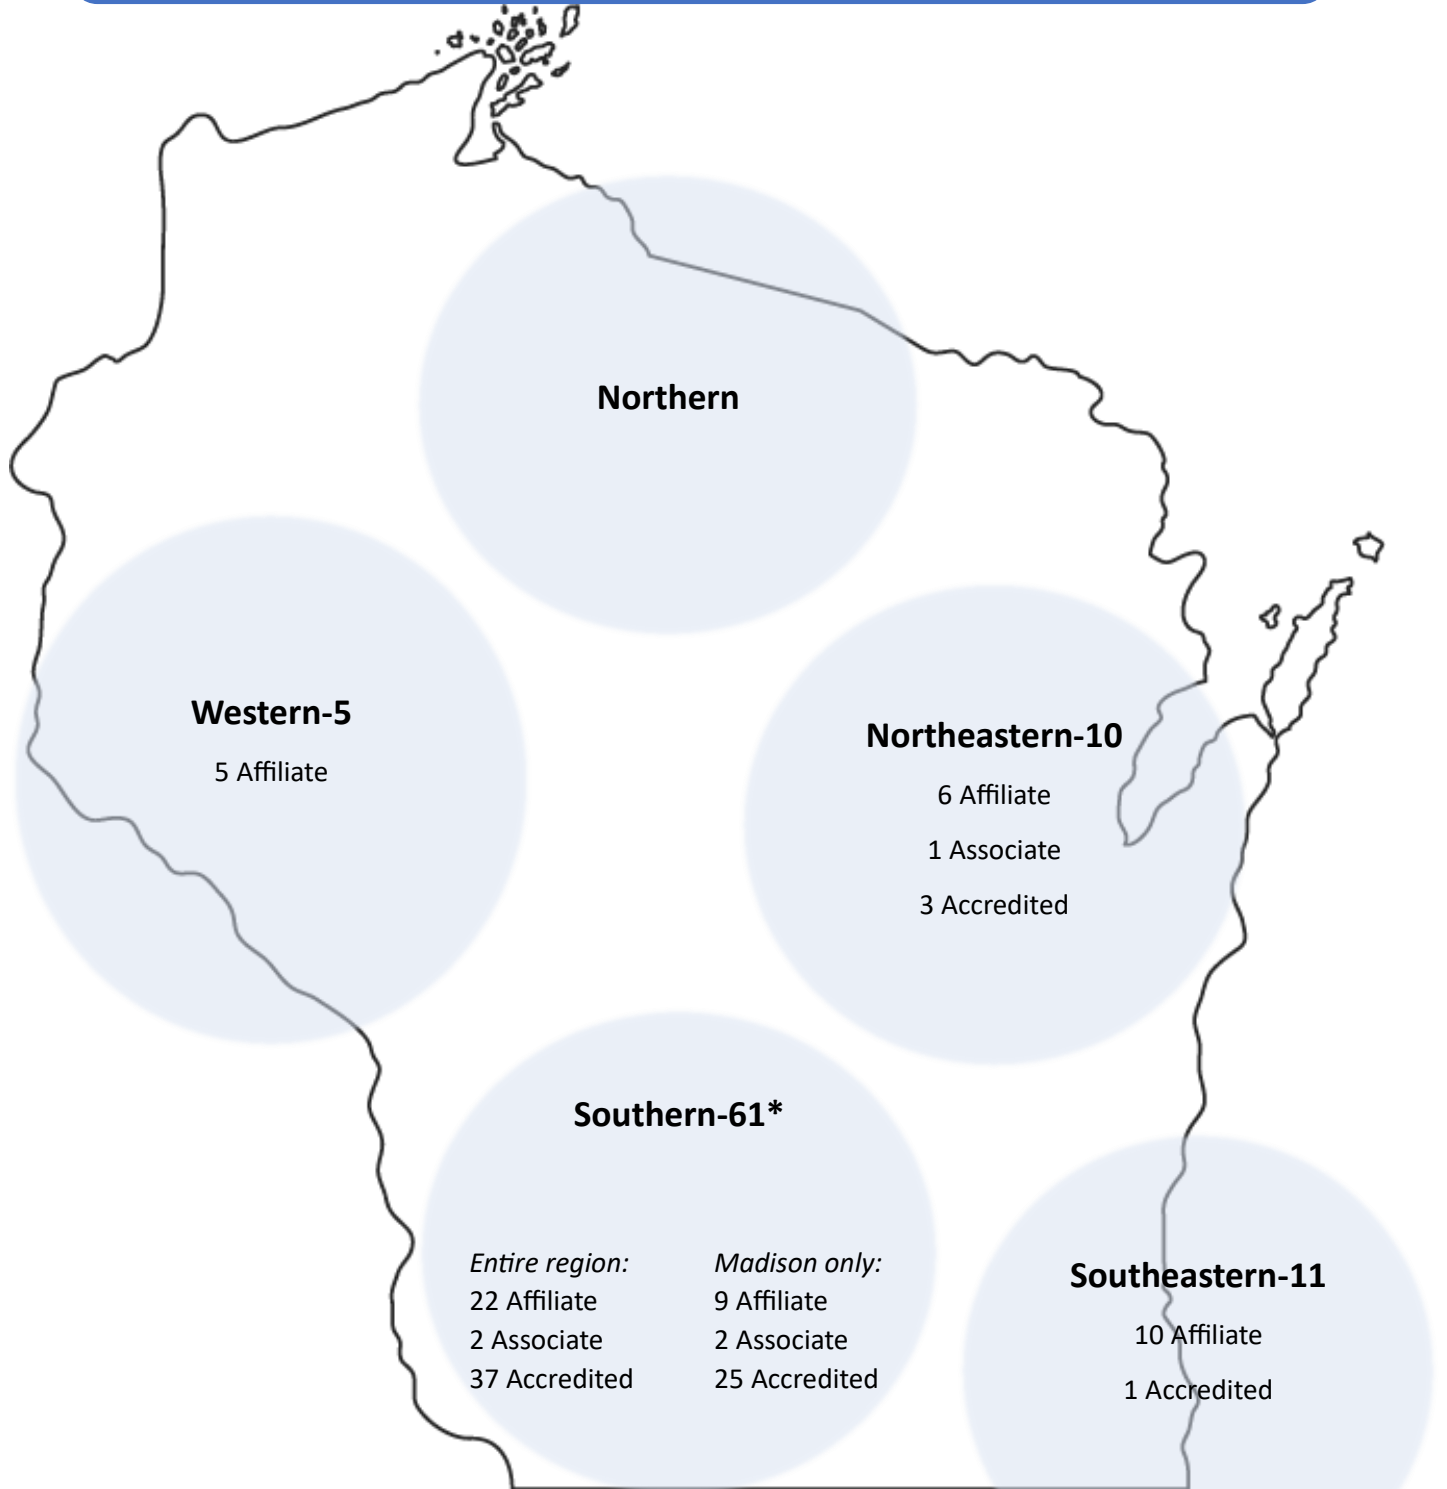 Northern
Western-5
5 Affiliate
Northeastern-10
6 Affiliate
1 Associate
3 Accredited
Southern-61*
Entire region:
22 Affiliate
2 Associate
37 Accredited
Madison only:
9 Affiliate
2 Associate
25 Accredited
Southeastern-11
10 Affiliate
1 Accredited